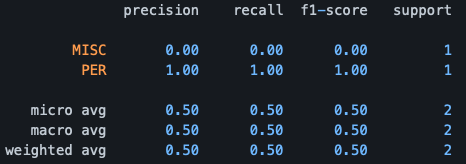 precision recall f1-score support
MISC 0.00 0.00 0.00 1
PER 1.00 1.00 1.00 1
micro avg 0.50 0.50 0.50 2
macro avg 0.50 0.50 0.50 2
weighted avg 0.50 0.50 0.50 2